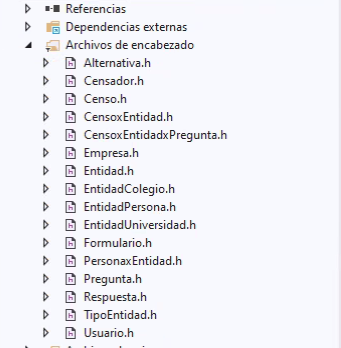 Referencias
Dependencias externas
Archivos de encabezado
Alternativa.h
Censador.h
Censo.h
CensoxEntidad.h
CensoxEntidadxPregunta.h
Empresa.h
Entidad.h
EntidadColegio.h
EntidadPersona.h
EntidadUniversidad.h
Formulario.h
PersonaxEntidad.h
Pregunta.h
Respuesta.h
TipoEntidad.h
Usuario.h